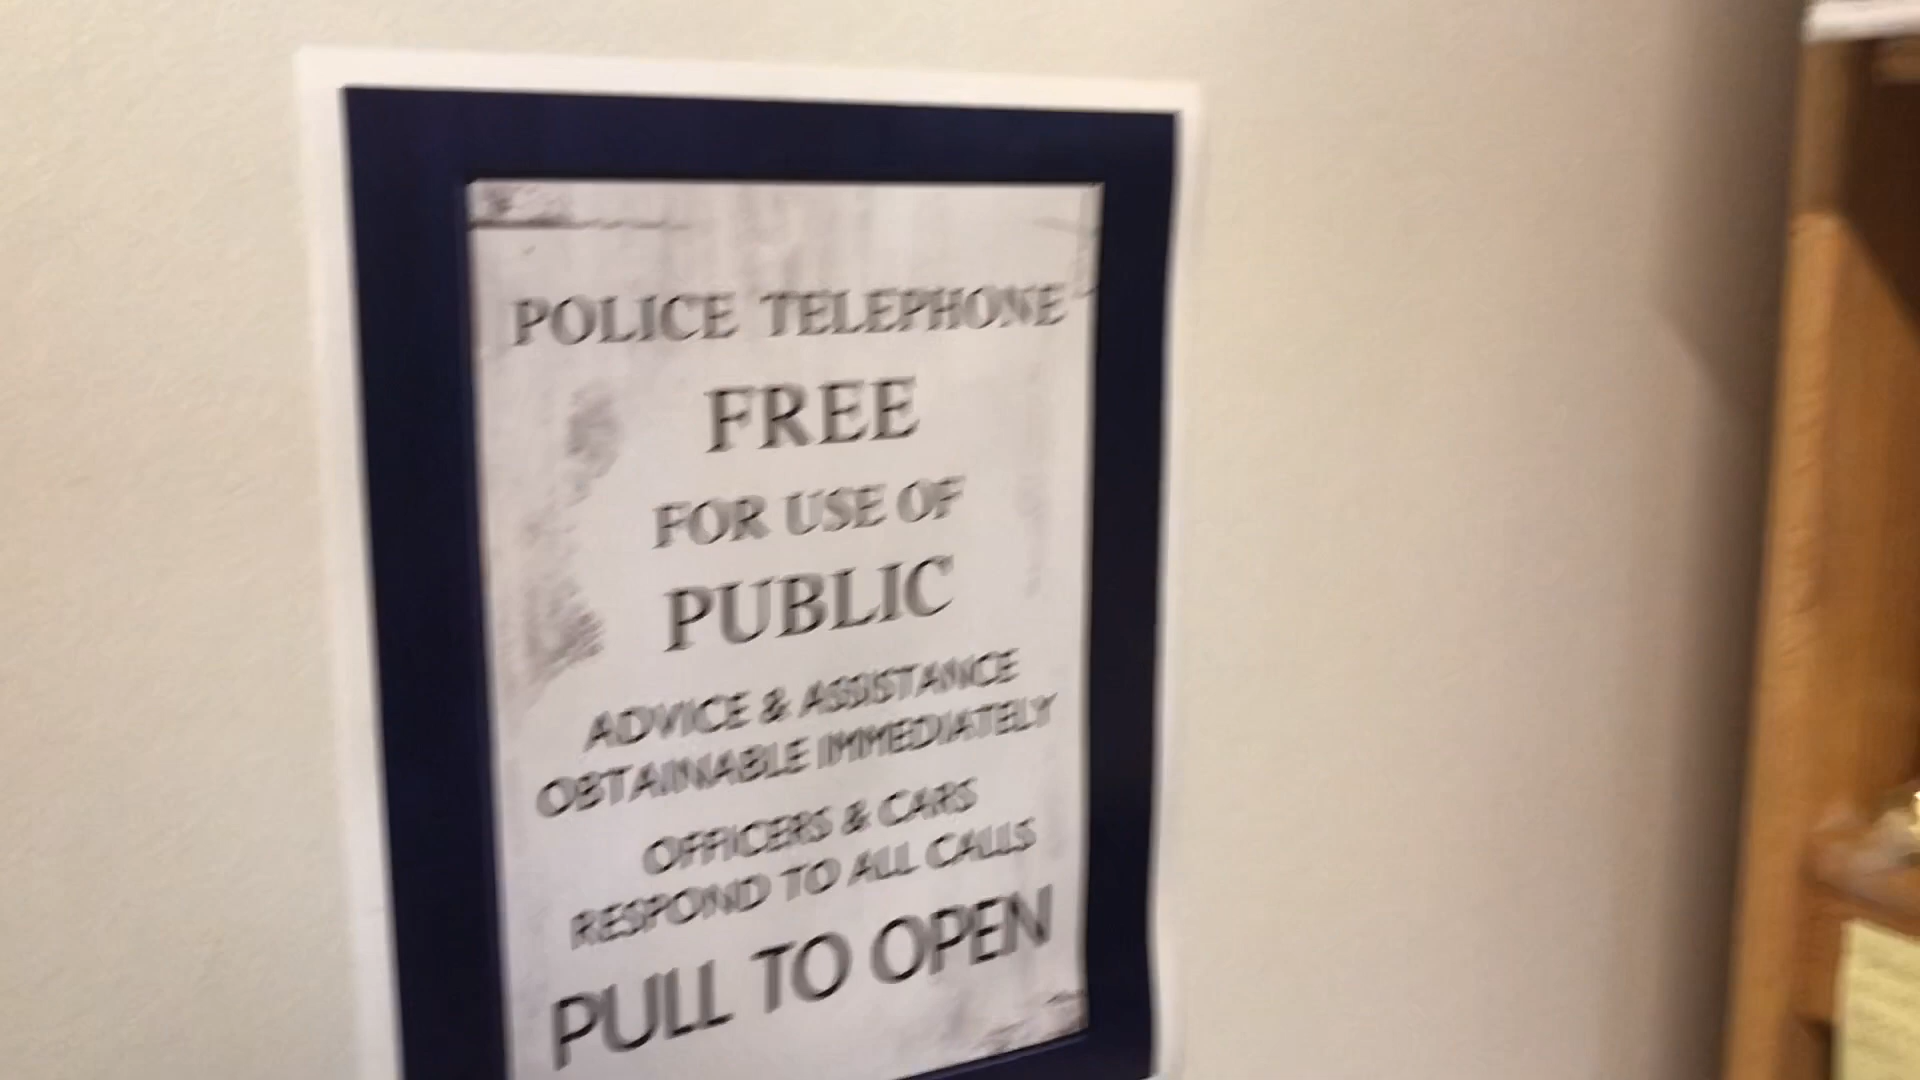 POLICE TELEPHONE
FREE
FOR USE OF
PUBLIC
ADVICE & ASSISTANCE
OBTAINABLE IMMEDIATELY
OFFICERS & CARS
RESPOND TO ALL CALLS
PULL TO OPEN